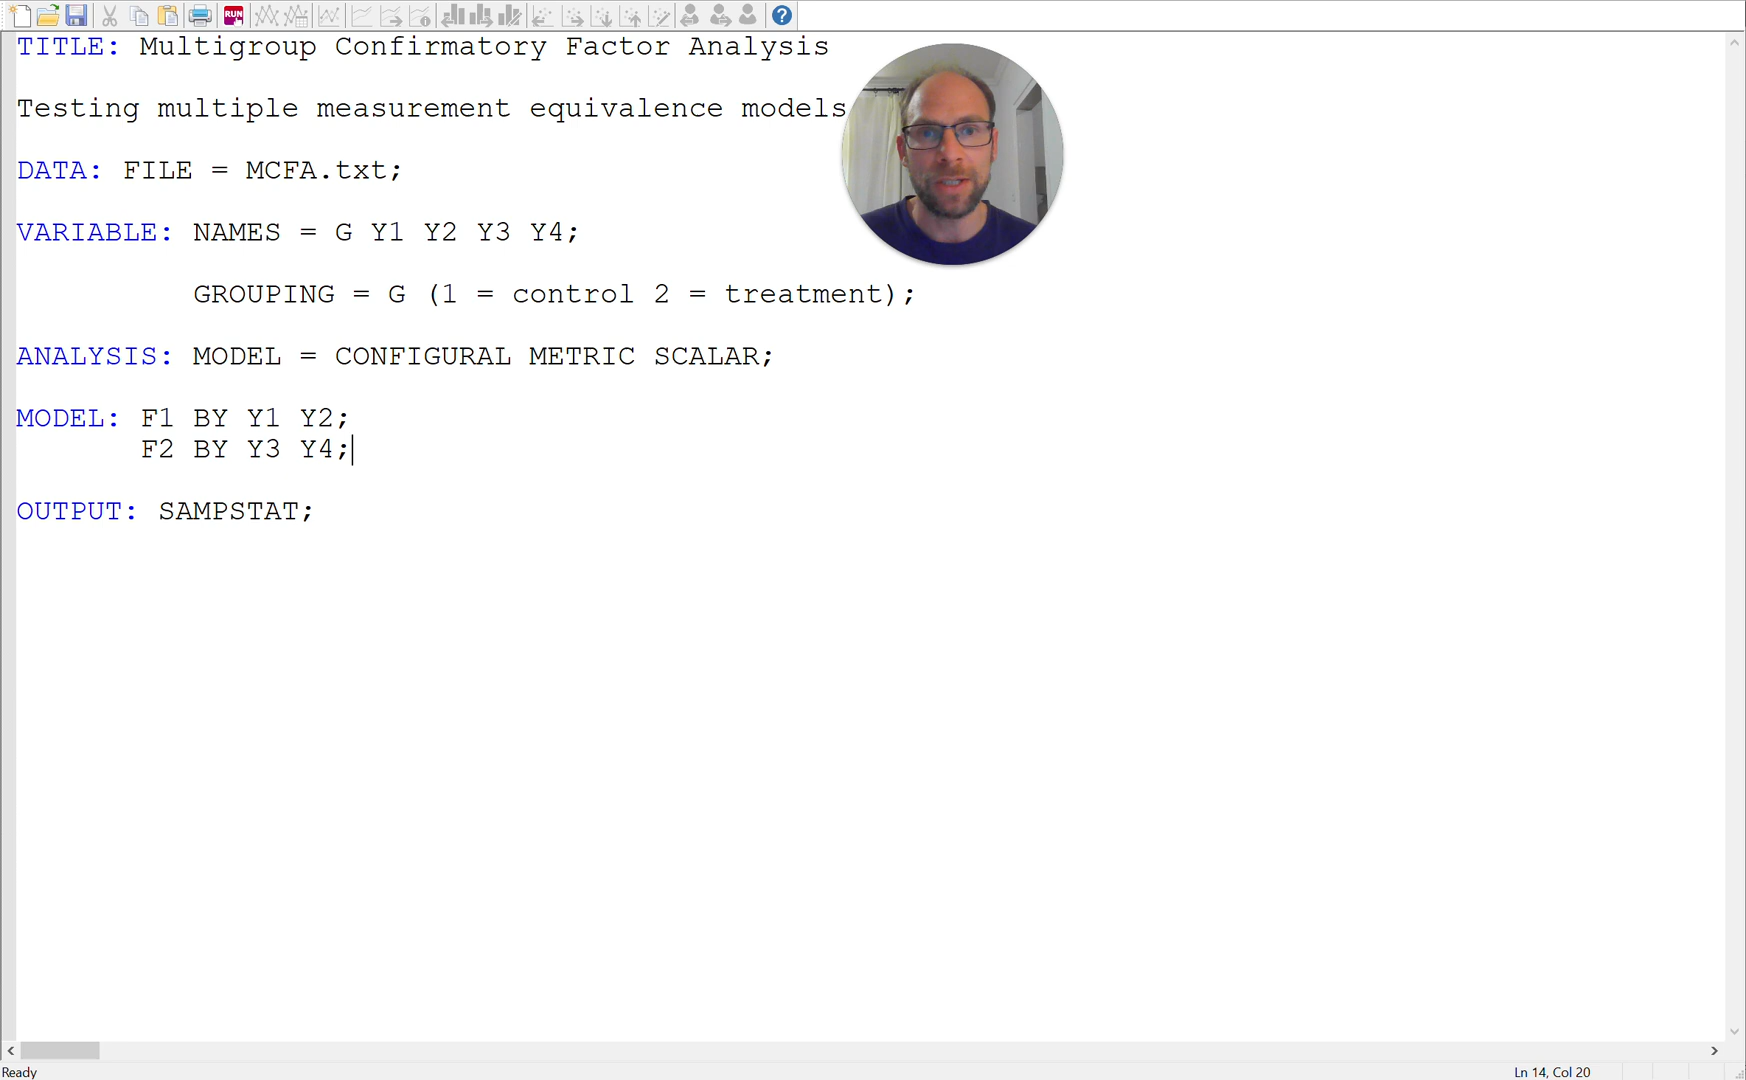 RUN
?
TITLE: Multigroup Confirmatory Factor Analysis
Testing multiple measurement equivalence models
DATA: FILE = MCFA.txt;
VARIABLE: NAMES = G Y1 Y2 Y3 Y4;
GROUPING = G (1 = control 2 = treatment);
ANALYSIS: MODEL = CONFIGURAL METRIC SCALAR;
MODEL: F1 BY Y1 Y2;
F2 BY Y3 Y4;
OUTPUT: SAMPSTAT;
Ready
Ln 14, Col 20